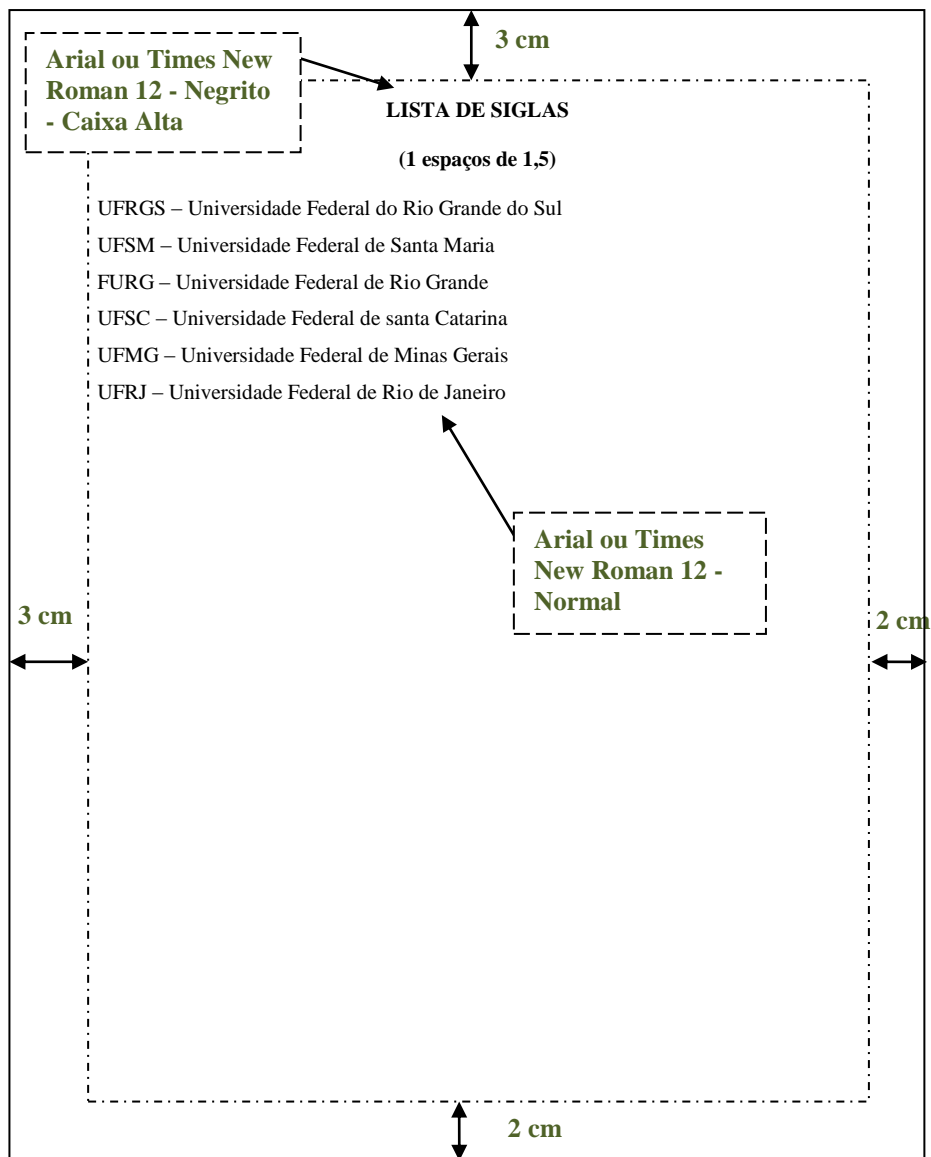 3 cm
Arial ou Times New
Roman 12 - Negrito
- Caixa Alta
LISTA DE SIGLAS
(1 espaços de 1,5)
UFRGS – Universidade Federal do Rio Grande do Sul
UFSM – Universidade Federal de Santa Maria
FURG – Universidade Federal de Rio Grande
UFSC – Universidade Federal de santa Catarina
UFMG – Universidade Federal de Minas Gerais
UFRJ – Universidade Federal de Rio de Janeiro
Arial ou Times
New Roman 12 -
Normal
3 cm
2 cm
2 cm